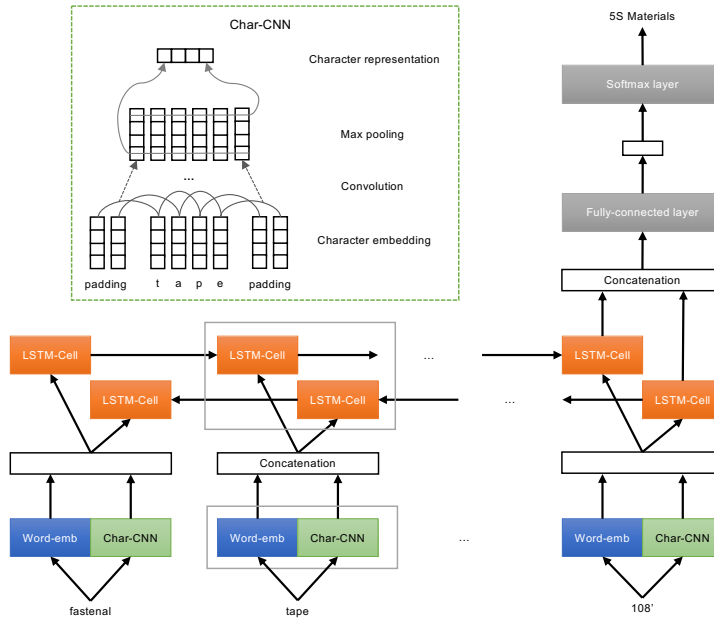 5S Materials
Char-CNN
Character representation
Softmax layer
Max pooling
...
Convolution
Fully-connected layer
Character embedding
padding t a p e padding
Concatenation
LSTM-Cell LSTM-Cell ... LSTM-Cell
LSTM-Cell LSTM-Cell ... LSTM-Cell
Concatenation
Word-emb Char-CNN Word-emb Char-CNN ... Word-emb Char-CNN
fastenal tape 108'